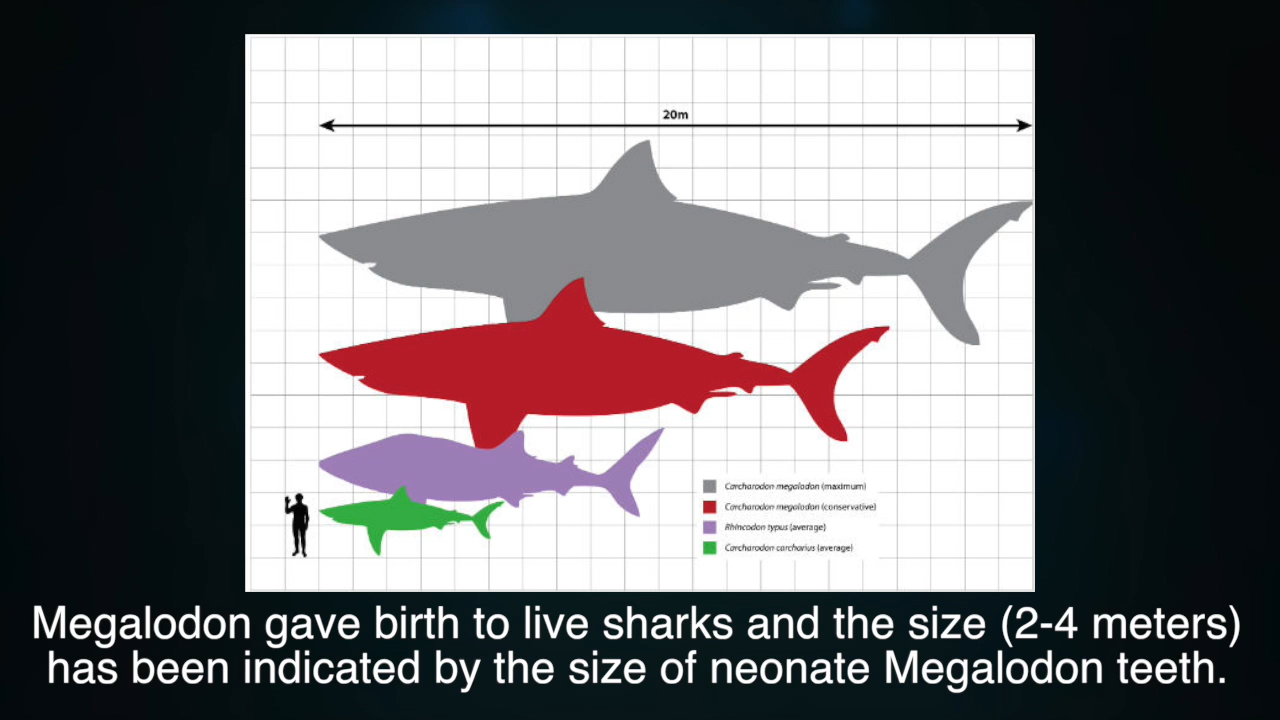 20m
Carcharodon megalodon (maximum)
Carcharodon megalodon (conservative)
Rhincodon typus (average)
Carcharodon carcharius (average)
Megalodon gave birth to live sharks and the size (2-4 meters)
has been indicated by the size of neonate Megalodon teeth.